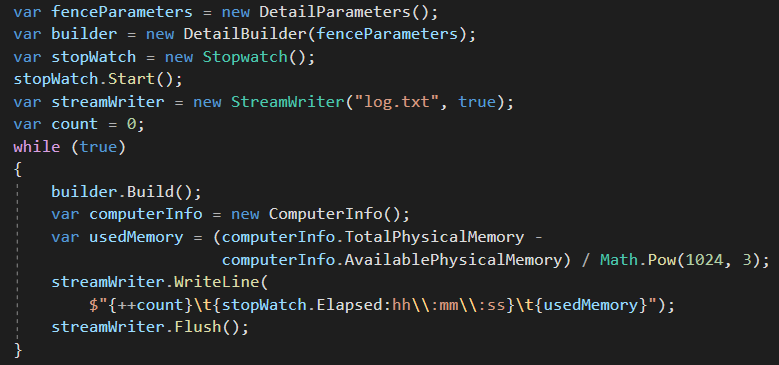 var fenceParameters = new DetailParameters();
var builder = new DetailBuilder(fenceParameters);
var stopWatch = new Stopwatch();
stopWatch.Start();
var streamWriter = new StreamWriter("log.txt", true);
var count = 0;
while (true)
{
    builder.Build();
    var computerInfo = new ComputerInfo();
    var usedMemory = (computerInfo.TotalPhysicalMemory -
                      computerInfo.AvailablePhysicalMemory) / Math.Pow(1024, 3);
    streamWriter.WriteLine(
        $"{++count}\t{stopWatch.Elapsed:hh\\:mm\\:ss}\t{usedMemory}");
    streamWriter.Flush();
}